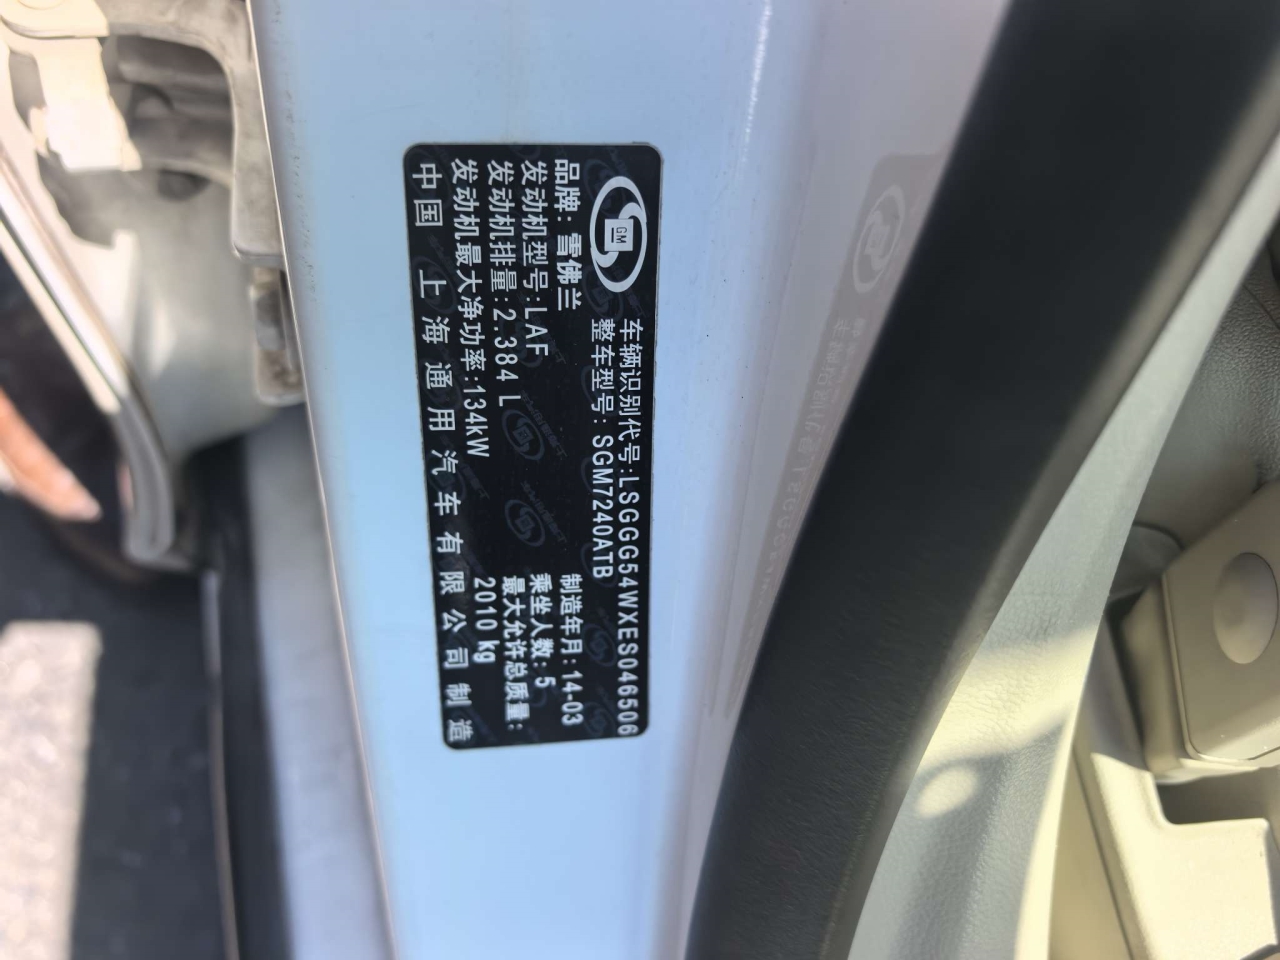 GM
车辆识别代号:LSGGG54WXES046506
整车型号: SGM7240ATB
品牌: 雪佛兰
发动机型号:LAF
发动机排量:2.384 L
发动机最大净功率:134kW
制造年月:14-03
乘坐人数:5
最大允许总质量:
2010 kg
中国 上海通用汽车有限公司制造